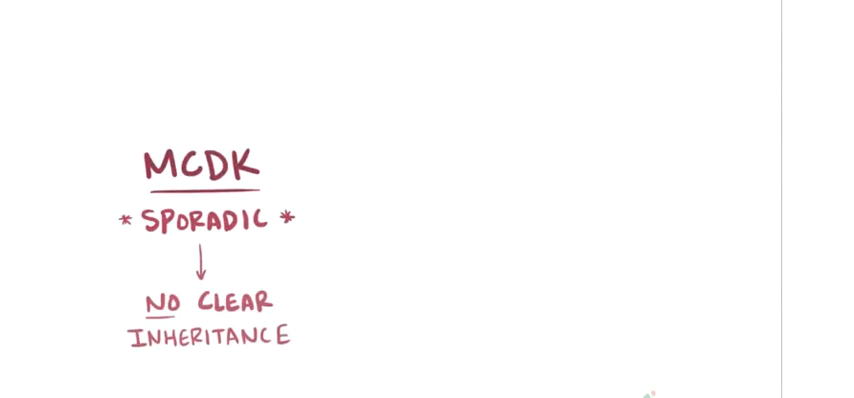 MCDK
* SPORADIC *
NO CLEAR
INHERITANCE